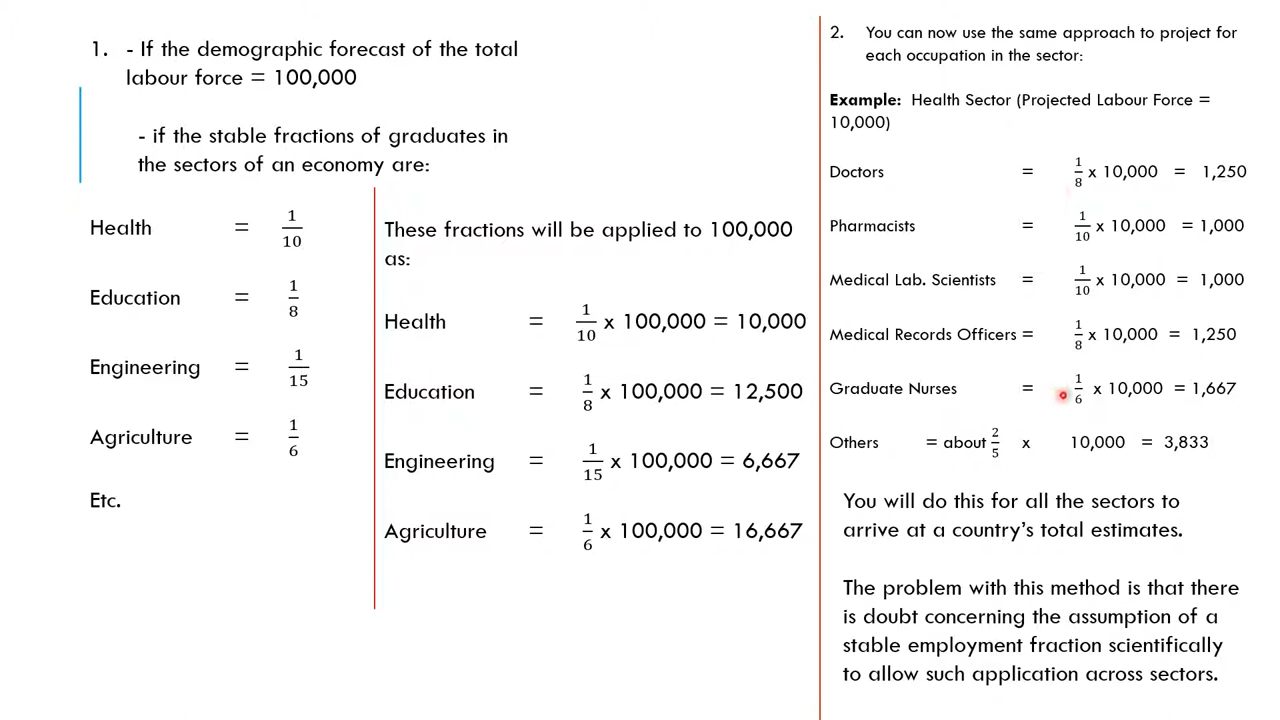 1. - If the demographic forecast of the total
labour force = 100,000
- if the stable fractions of graduates in
the sectors of an economy are:
Health = 1/10
Education = 1/8
Engineering = 1/15
Agriculture = 1/6
Etc.
These fractions will be applied to 100,000
as:
Health = 1/10 x 100,000 = 10,000
Education = 1/8 x 100,000 = 12,500
Engineering = 1/15 x 100,000 = 6,667
Agriculture = 1/6 x 100,000 = 16,667
2. You can now use the same approach to project for
each occupation in the sector:
Example: Health Sector (Projected Labour Force =
10,000)
Doctors = 1/8 x 10,000 = 1,250
Pharmacists = 1/10 x 10,000 = 1,000
Medical Lab. Scientists = 1/10 x 10,000 = 1,000
Medical Records Officers = 1/8 x 10,000 = 1,250
Graduate Nurses = 1/6 x 10,000 = 1,667
Others = about 2/5 x 10,000 = 3,833
You will do this for all the sectors to
arrive at a country's total estimates.
The problem with this method is that there
is doubt concerning the assumption of a
stable employment fraction scientifically
to allow such application across sectors.